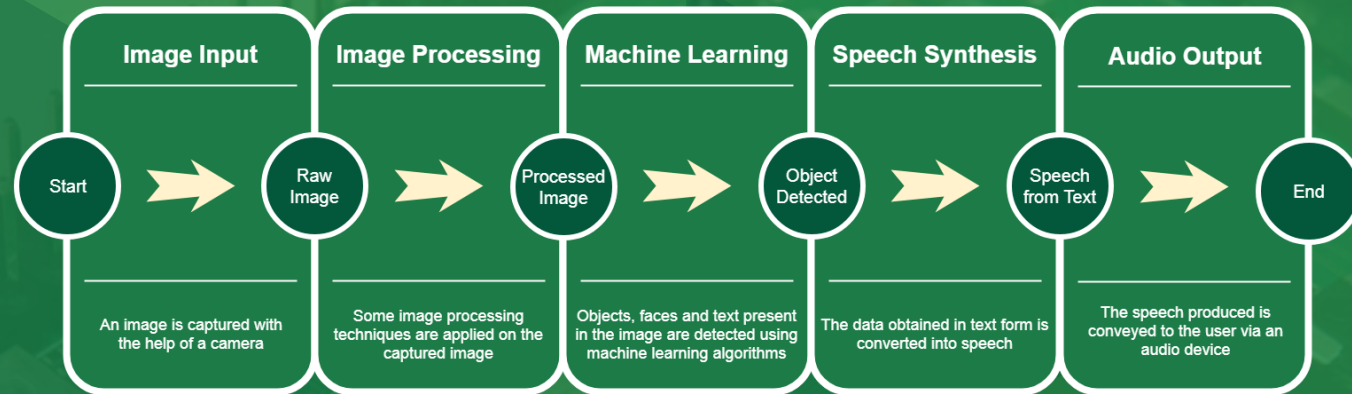 Image Input
Image Processing
Machine Learning
Speech Synthesis
Audio Output
Start
Raw
Image
Processed
Image
Object
Detected
Speech
from Text
End
An image is captured with
the help of a camera
Some image processing
techniques are applied on the
captured image
Objects, faces and text present
in the image are detected using
machine learning algorithms
The data obtained in text form is
converted into speech
The speech produced is
conveyed to the user via an
audio device